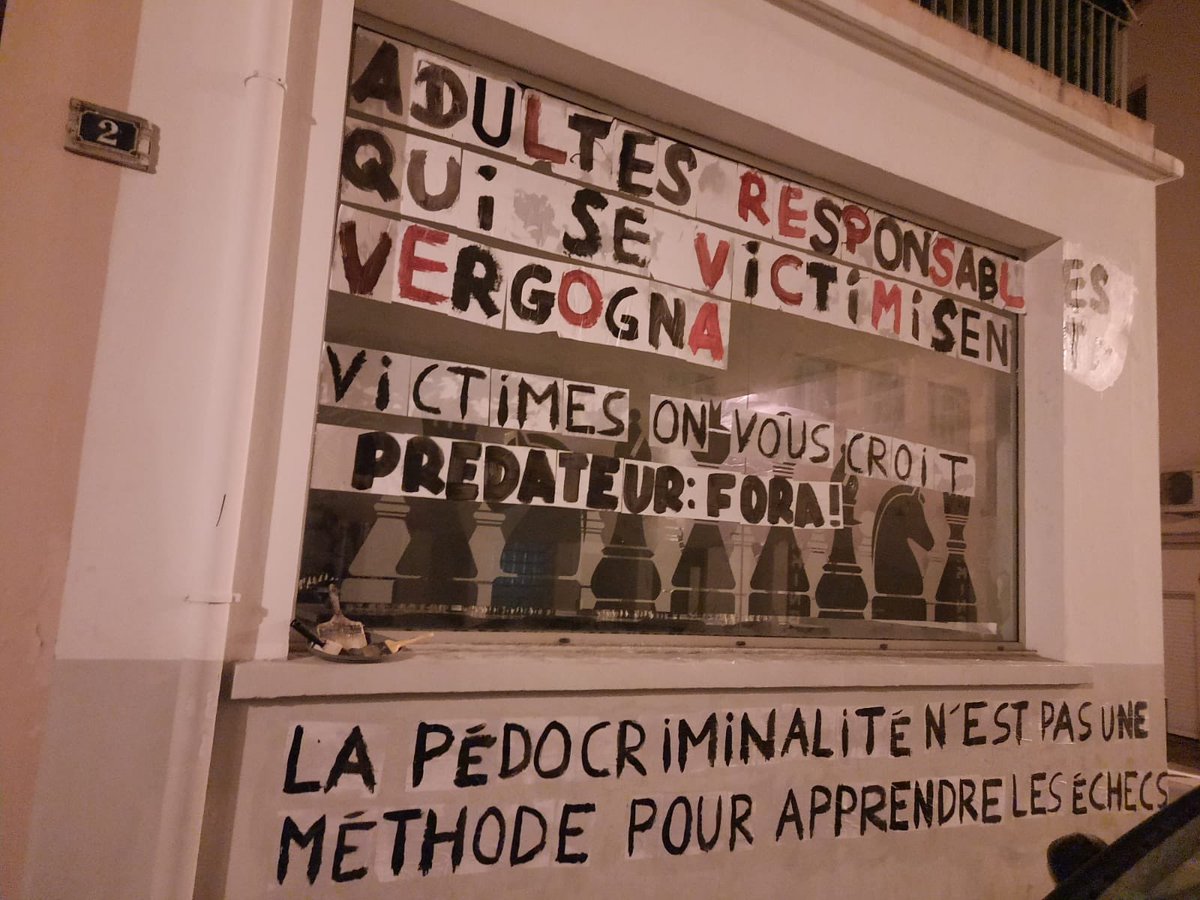 2
ADULTES RESPONSABLES
QUi SE ViCTiMiSENT
VERGOGNA
ViCTiMES ON VOUS CROiT
PREDATEUR: FORA!
LA PÉDOCRiMiNALiTÉ N'EST PAS UNE
MÉTHODE POUR APPRENDRE LES ÉCHECS